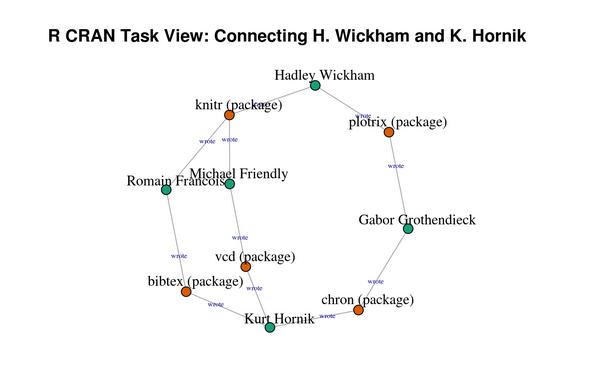 R CRAN Task View: Connecting H. Wickham and K. Hornik
Hadley Wickham
knitr (package)
wrote
wrote
plotrix (package)
wrote
wrote
wrote
Michael Friendly
Romain Francois
Gabor Grothendieck
wrote
wrote
vcd (package)
bibtex (package)
wrote
wrote
chron (package)
wrote
Kurt Hornik
wrote